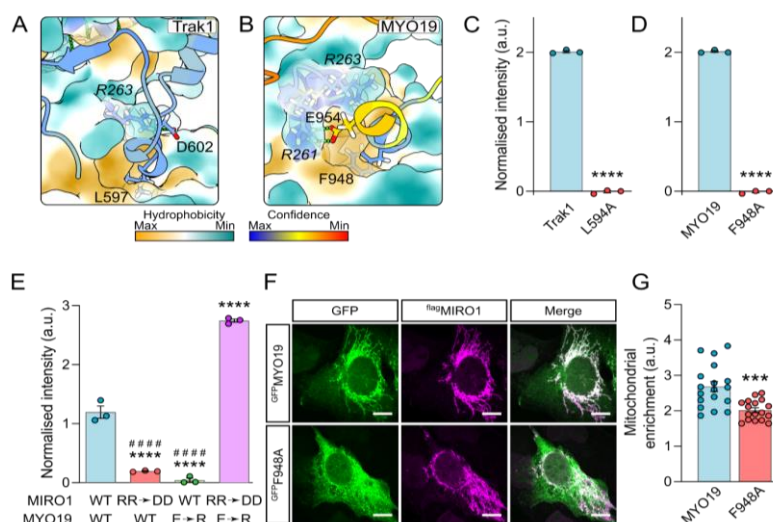 A
Trak1
R263
D602
L597
B
MYO19
R263
E954
R261
F948
Hydrophobicity
Max Min
Confidence
Max Min
C
Normalised intensity (a.u.)
2
1
0
****
Trak1
L594A
D
2
1
0
****
MYO19
F948A
E
Normalised intensity (a.u.)
3
2
1
0
####
****
####
****
****
MIRO1 WT RR→DD WT RR→DD
MYO19 WT WT E→R E→R
F
GFP
flagMIRO1
Merge
GFPMYO19
GFPF948A
G
Mitochondrial
enrichment (a.u.)
5
4
3
2
1
0
***
MYO19
F948A